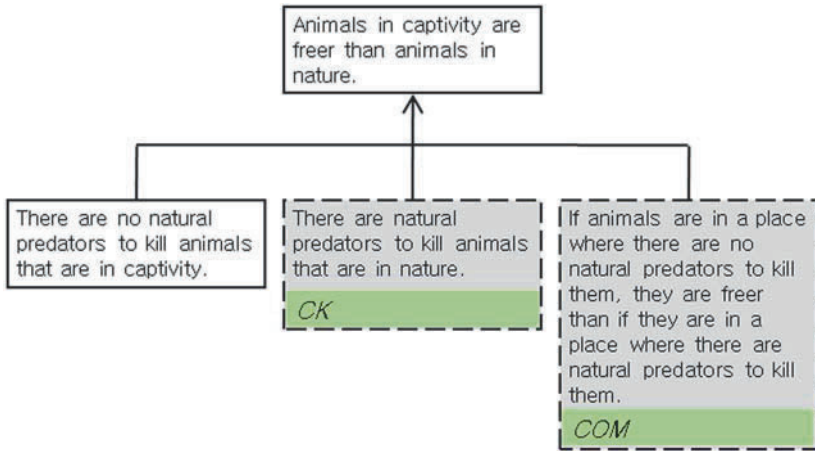 Animals in captivity are
freer than animals in
nature.
There are no natural
predators to kill animals
that are in captivity.
There are natural
predators to kill animals
that are in nature.
CK
If animals are in a place
where there are no
natural predators to kill
them, they are freer
than if they are in a
place where there are
natural predators to kill
them.
COM